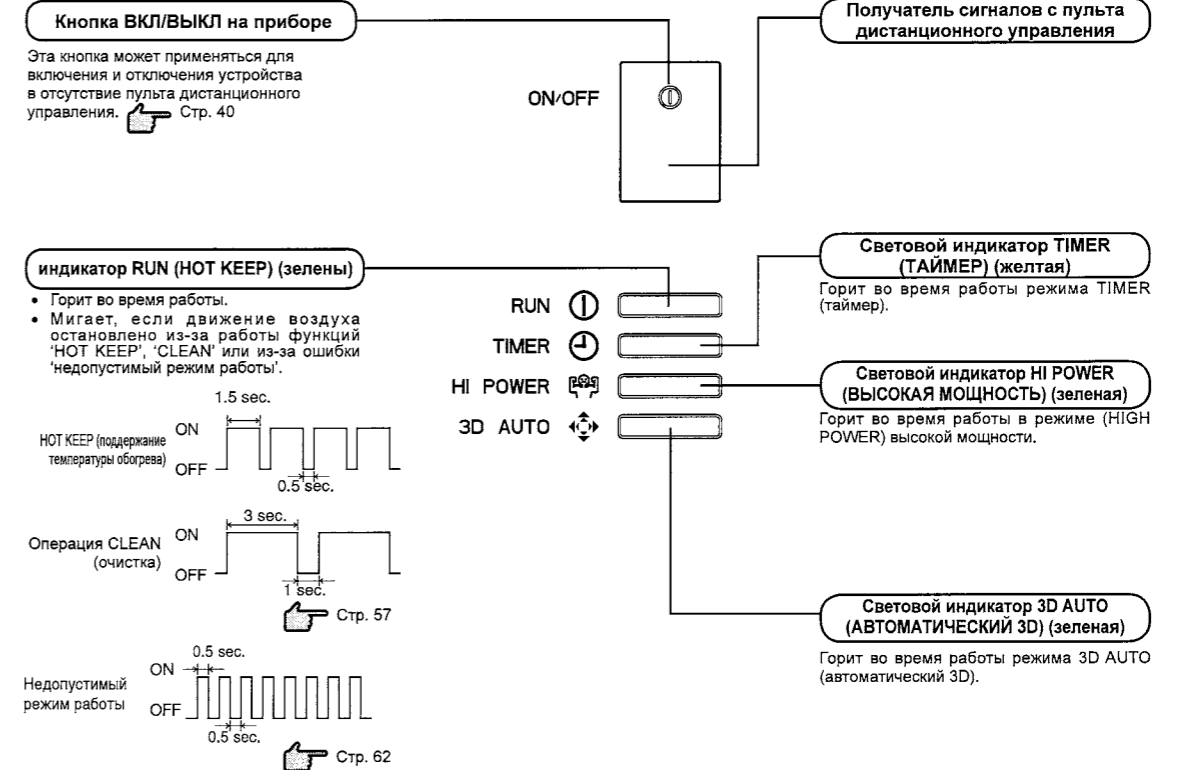 Кнопка ВКЛ/ВЫКЛ на приборе
Эта кнопка может применяться для
включения и отключения устройства
в отсутствие пульта дистанционного
управления. Стр. 40
ON/OFF
Получатель сигналов с пульта
дистанционного управления
индикатор RUN (HOT KEEP) (зелены)
• Горит во время работы.
• Мигает, если движение воздуха
остановлено из-за работы функций
‘HOT KEEP’, ‘CLEAN’ или из-за ошибки
‘недопустимый режим работы’.
1.5 sec.
HOT KEEP (поддержание
температуры обогрева)
ON
OFF
0.5 sec.
3 sec.
Операция CLEAN
(очистка)
ON
OFF
1 sec.
Стр. 57
0.5 sec.
Недопустимый
режим работы
ON
OFF
0.5 sec.
Стр. 62
RUN
TIMER
HI POWER
3D AUTO
Световой индикатор TIMER
(ТАЙМЕР) (желтая)
Горит во время работы режима TIMER
(таймер).
Световой индикатор HI POWER
(ВЫСОКАЯ МОЩНОСТЬ) (зеленая)
Горит во время работы в режиме (HIGH
POWER) высокой мощности.
Световой индикатор 3D AUTO
(АВТОМАТИЧЕСКИЙ 3D) (зеленая)
Горит во время работы режима 3D AUTO
(автоматический 3D).